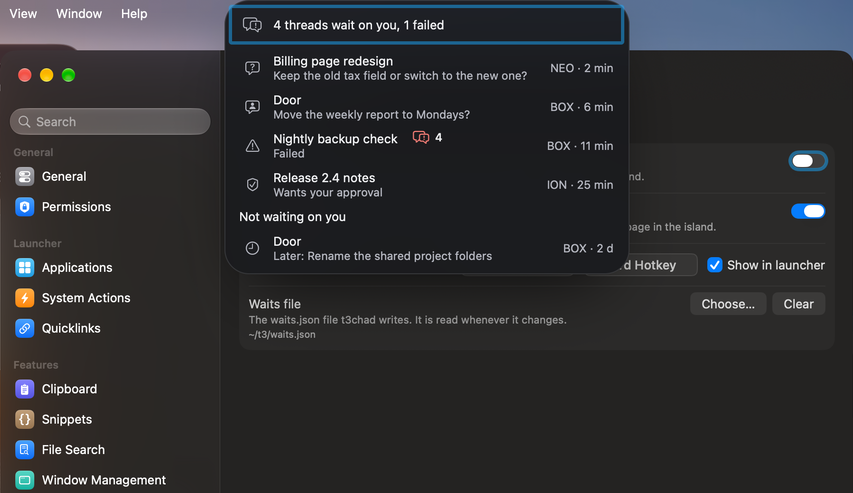 View Window Help
4 threads wait on you, 1 failed
Billing page redesign
Keep the old tax field or switch to the new one?
NEO · 2 min
Door
Move the weekly report to Mondays?
BOX · 6 min
Nightly backup check
4
Failed
BOX · 11 min
Release 2.4 notes
Wants your approval
ION · 25 min
Not waiting on you
Door
Later: Rename the shared project folders
BOX · 2 d
Search
General
General
Permissions
Launcher
Applications
System Actions
Quicklinks
Features
Clipboard
Snippets
File Search
Window Management
in the island.
Hotkey
Show in launcher
Waits file
The waits.json file t3chad writes. It is read whenever it changes.
~/t3/waits.json
Choose...
Clear